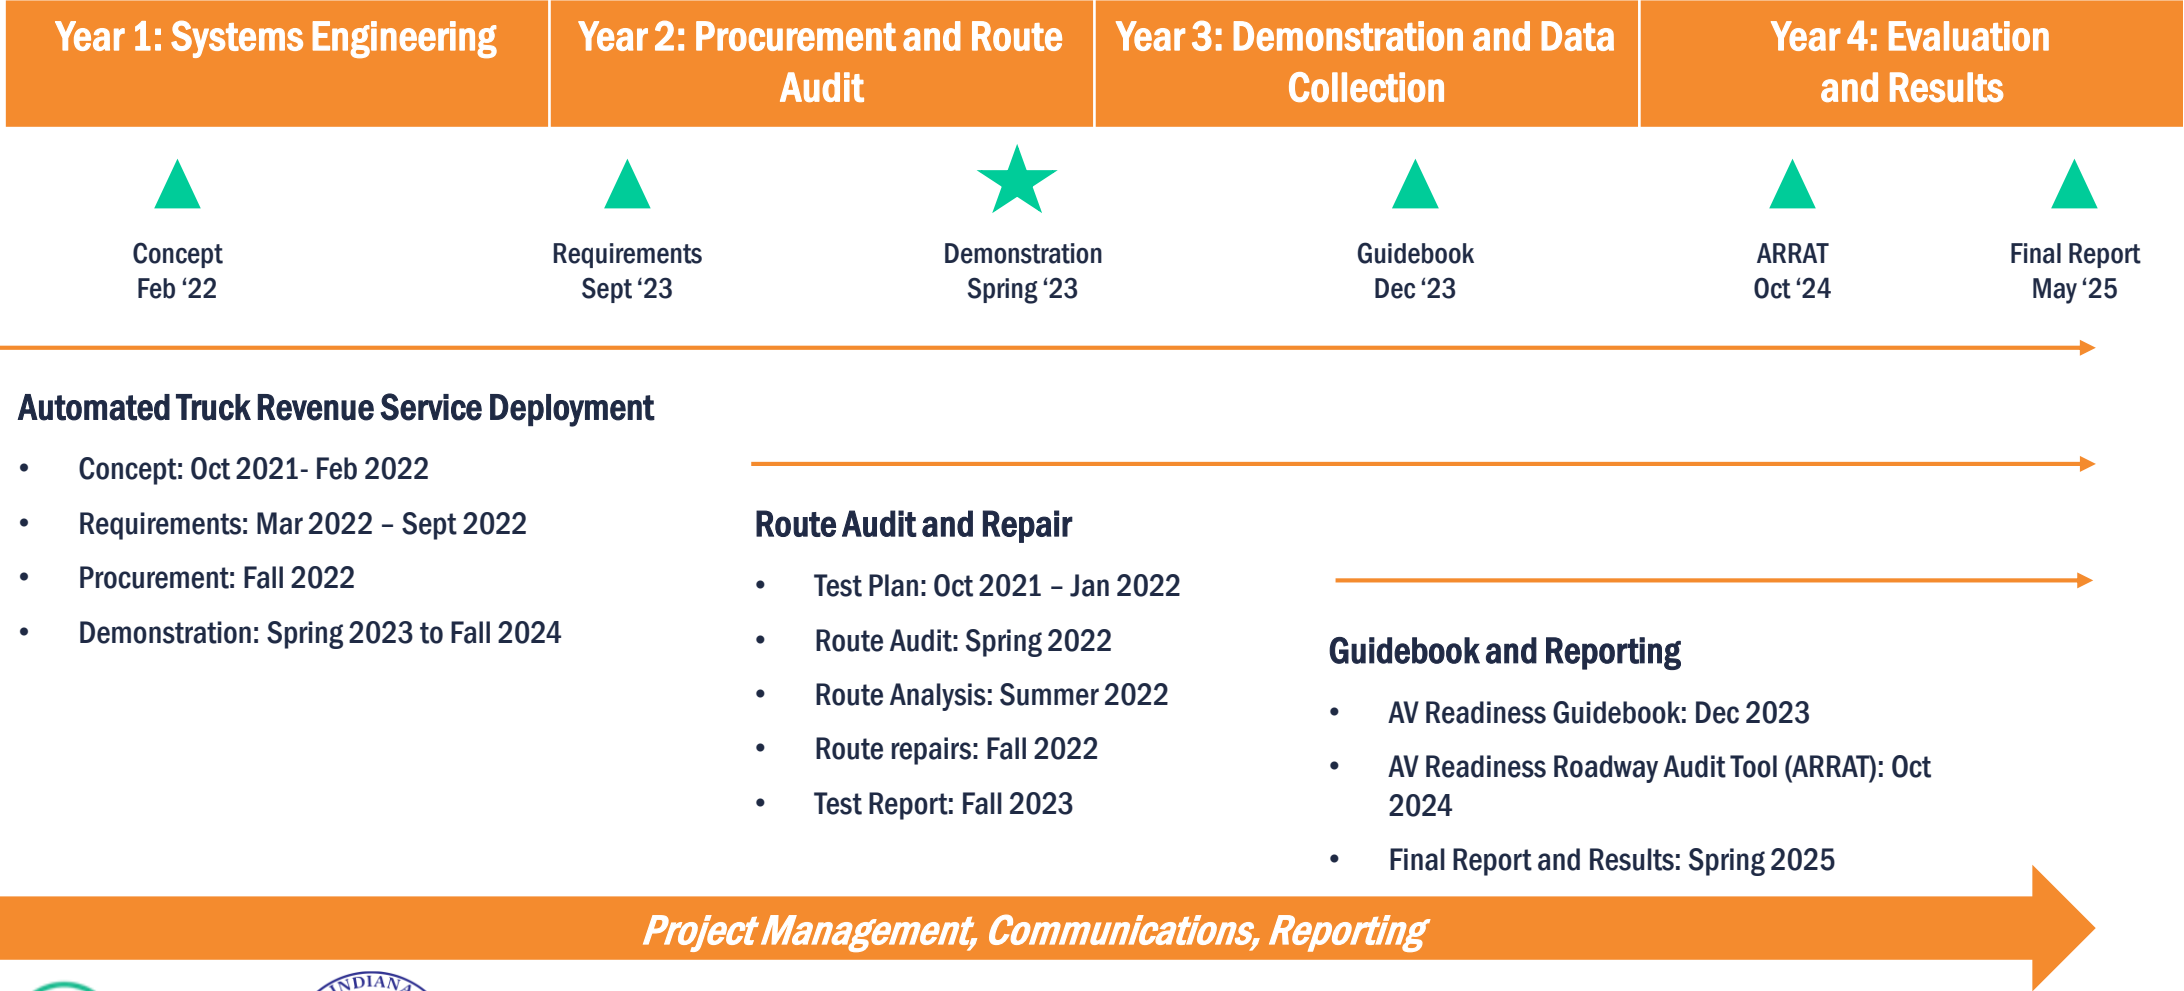 Year 1: Systems Engineering
Year 2: Procurement and Route
Audit
Year 3: Demonstration and Data
Collection
Year 4: Evaluation
and Results
Concept
Feb ‘22
Requirements
Sept ‘23
Demonstration
Spring ‘23
Guidebook
Dec ‘23
ARRAT
Oct ‘24
Final Report
May ‘25
Automated Truck Revenue Service Deployment
• Concept: Oct 2021- Feb 2022
• Requirements: Mar 2022 – Sept 2022
• Procurement: Fall 2022
• Demonstration: Spring 2023 to Fall 2024
Route Audit and Repair
• Test Plan: Oct 2021 – Jan 2022
• Route Audit: Spring 2022
• Route Analysis: Summer 2022
• Route repairs: Fall 2022
• Test Report: Fall 2023
Guidebook and Reporting
• AV Readiness Guidebook: Dec 2023
• AV Readiness Roadway Audit Tool (ARRAT): Oct
2024
• Final Report and Results: Spring 2025
Project Management, Communications, Reporting
INDIANA